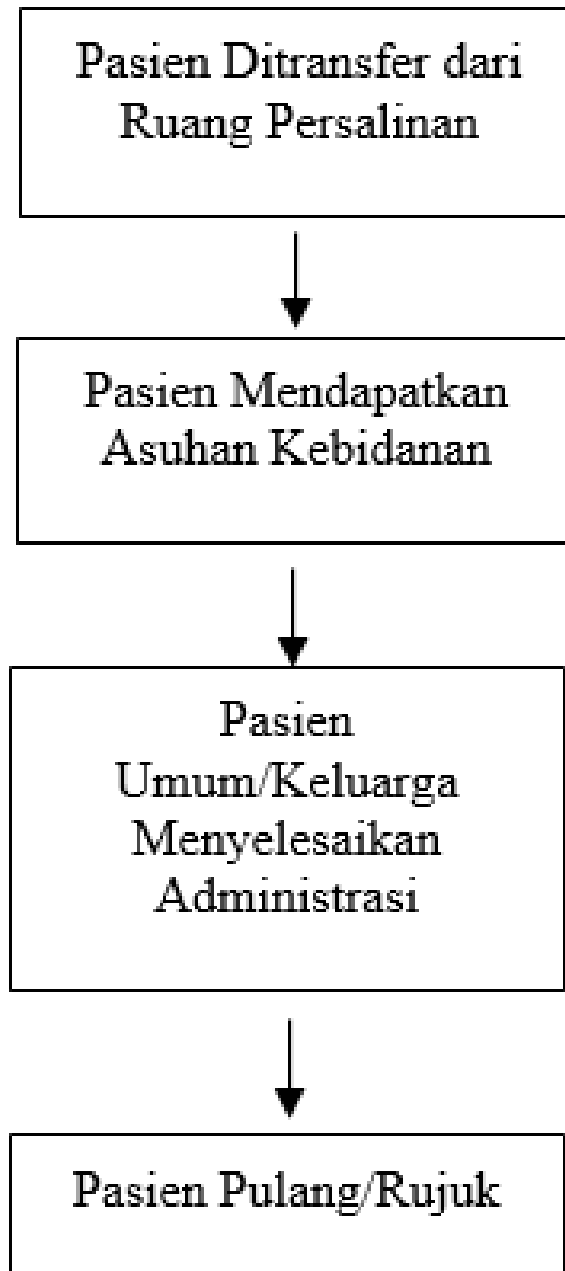 Pasien Ditransfer dari
Ruang Persalinan
Pasien Mendapatkan
Asuhan Kebidanan
Pasien
Umum/Keluarga
Menyelesaikan
Administrasi
Pasien Pulang/Rujuk